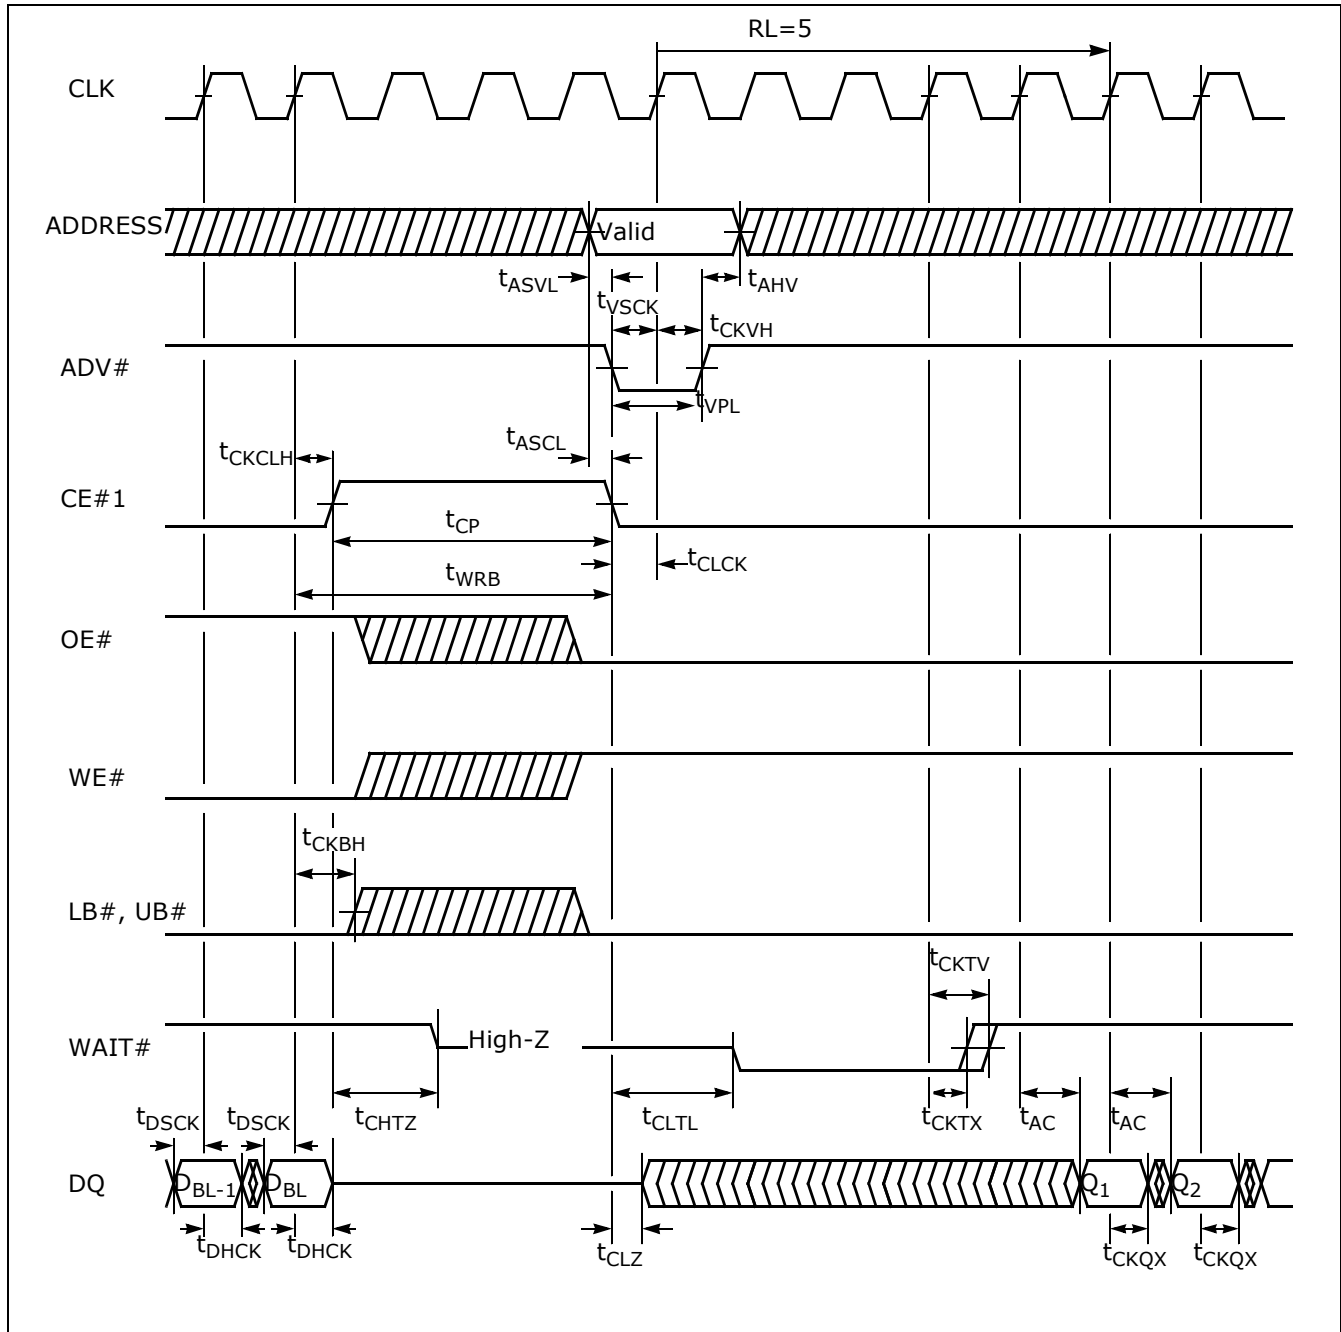 RL=5
CLK
ADDRESS
Valid
tASVL
tVSCK
tAHV
tCKVH
ADV#
tVPL
tASCL
tCKCLH
CE#1
tCP
tCLCK
tWRB
OE#
WE#
tCKBH
LB#, UB#
tCKTV
WAIT#
High-Z
tDSCK
tDSCK
tCHTZ
tCLTL
tCKTX
tAC
tAC
DQ
DBL-1
DBL
Q1
Q2
tDHCK
tDHCK
tCLZ
tCKQX
tCKQX